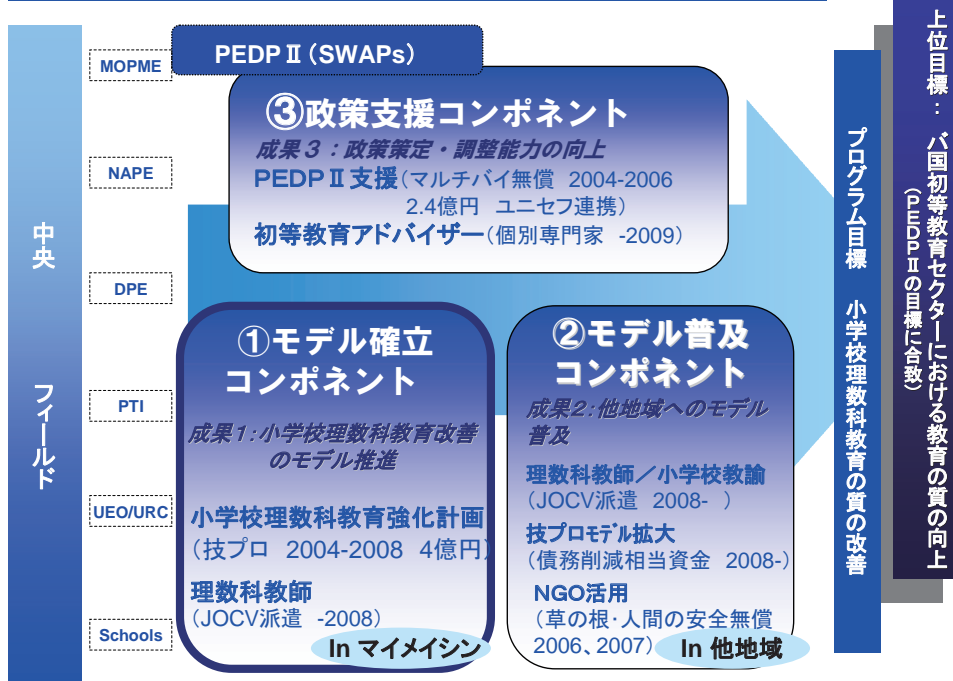 PEDPⅡ(SWAPs)
中央
フィールド
MOPME
NAPE
DPE
PTI
UEO/URC
Schools
③政策支援コンポネント
成果3:政策策定・調整能力の向上
PEDPⅡ支援(マルチバイ無償 2004-2006
2.4億円 ユニセフ連携)
初等教育アドバイザー(個別専門家 -2009)
①モデル確立
コンポネント
成果1:小学校理数科教育改善
のモデル推進
小学校理数科教育強化計画
(技プロ 2004-2008 4億円)
理数科教師
(JOCV派遣 -2008)
In マイメイシン
②モデル普及
コンポネント
成果2:他地域へのモデル
普及
理数科教師/小学校教諭
(JOCV派遣 2008- )
技プロモデル拡大
(債務削減相当資金 2008-)
NGO活用
(草の根・人間の安全無償
2006、2007)
In 他地域
プログラム目標 小学校理数科教育の質の改善
上位目標:バ国初等教育セクターにおける教育の質の向上
(PEDPⅡの目標に合致)